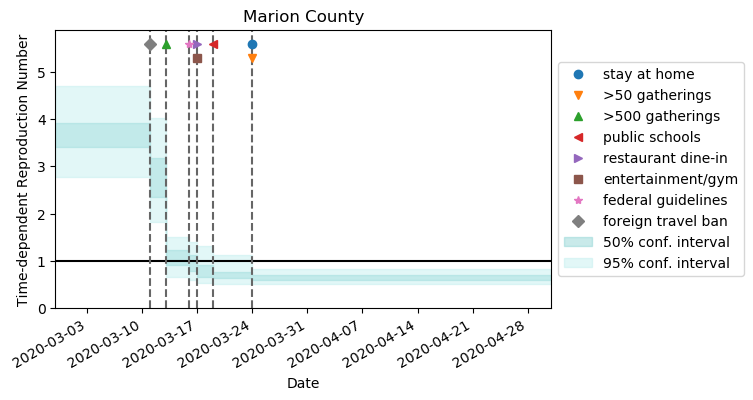 Marion County
Time-dependent Reproduction Number
5
4
3
2
1
0
2020-03-03
2020-03-10
2020-03-17
2020-03-24
2020-03-31
2020-04-07
2020-04-14
2020-04-21
2020-04-28
Date
stay at home
>50 gatherings
>500 gatherings
public schools
restaurant dine-in
entertainment/gym
federal guidelines
foreign travel ban
50% conf. interval
95% conf. interval